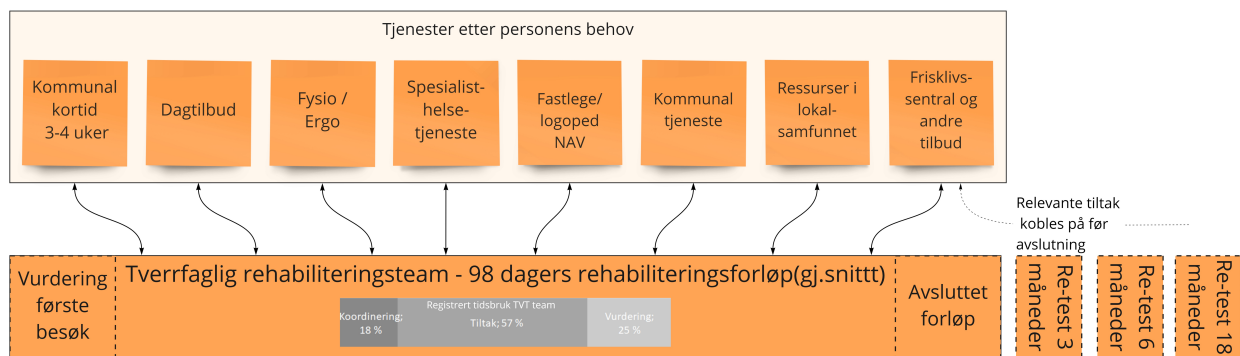 Tjenester etter personens behov
Kommunal
kortid
3-4 uker
Dagtilbud
Fysio /
Ergo
Spesialist-
helse-
tjeneste
Fastlege/
logoped
NAV
Kommunal
tjeneste
Ressurser i
lokal-
samfunnet
Frisklivs-
sentral og
andre
tilbud
Relevante tiltak
kobles på før
avslutning
Vurdering
første
besøk
Tverrfaglig rehabiliteringsteam - 98 dagers rehabiliteringsforløp(gj.snittt)
Registrert tidsbruk TVT team
Koordinering;
18 %
Tiltak; 57 %
Vurdering;
25 %
Avsluttet
forløp
Re-test 3
måneder
Re-test 6
måneder
Re-test 18
måneder